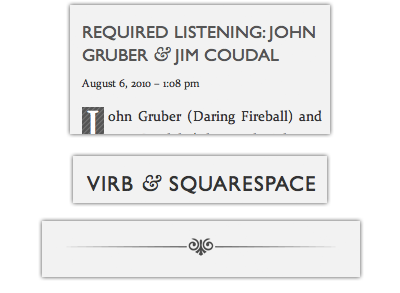 REQUIRED LISTENING: JOHN
GRUBER & JIM COUDAL
August 6, 2010 – 1:08 pm
John Gruber (Daring Fireball) and
VIRB & SQUARESPACE